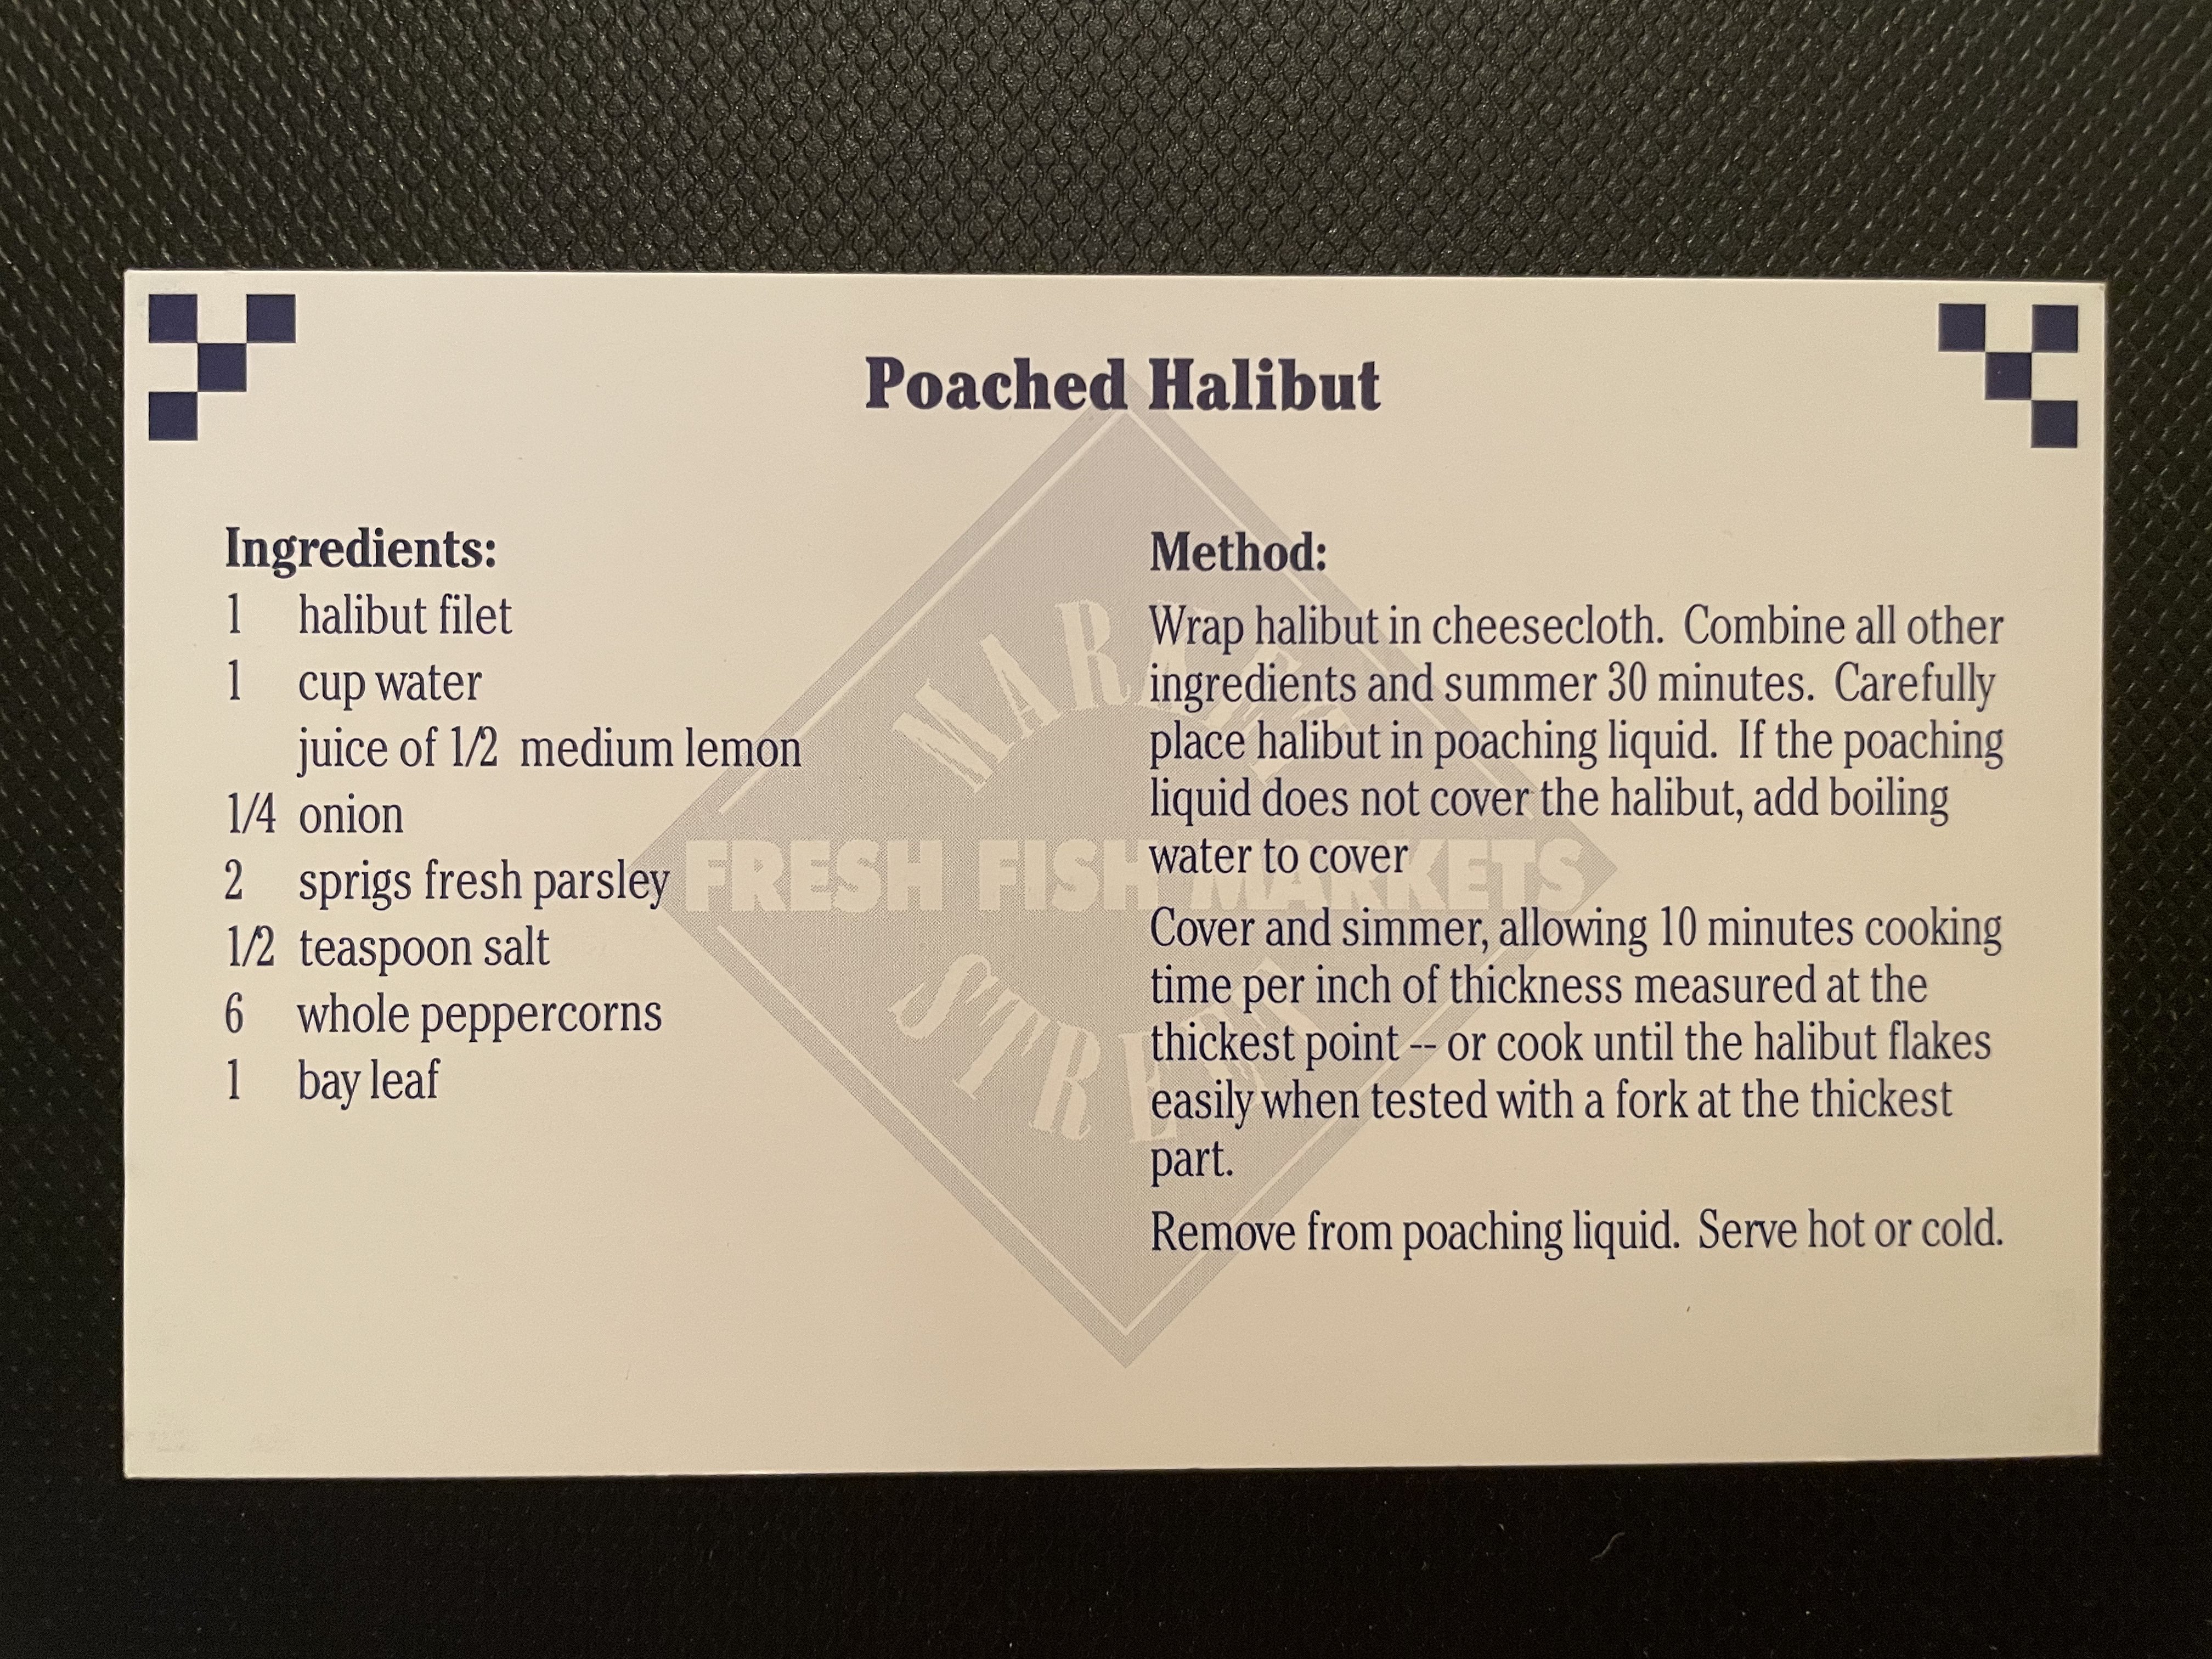 Poached Halibut
Ingredients:
1 halibut filet
1 cup water
juice of 1/2 medium lemon
1/4 onion
2 sprigs fresh parsley
1/2 teaspoon salt
6 whole peppercorns
1 bay leaf
Method:
Wrap halibut in cheesecloth. Combine all other
ingredients and summer 30 minutes. Carefully
place halibut in poaching liquid. If the poaching
liquid does not cover the halibut, add boiling
water to cover
Cover and simmer, allowing 10 minutes cooking
time per inch of thickness measured at the
thickest point -- or cook until the halibut flakes
easily when tested with a fork at the thickest
part.
Remove from poaching liquid. Serve hot or cold.
MARKET
FRESH FISH MARKETS
STREET